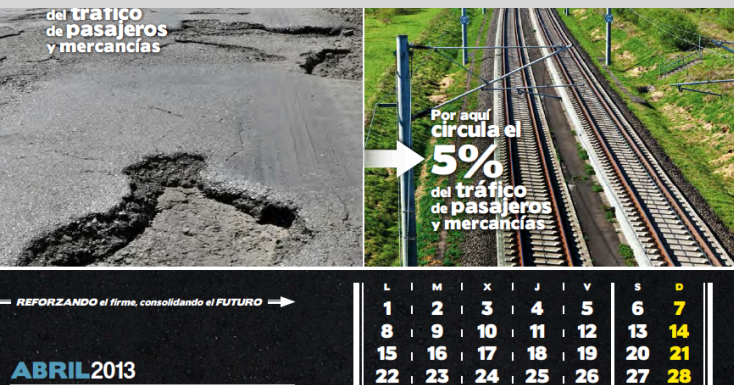 del tráfico
de pasajeros
y mercancías
Por aquí
circula el
5%
del tráfico
de pasajeros
y mercancías
REFORZANDO el firme, consolidando el FUTURO
ABRIL 2013
L M X J V S D
1 2 3 4 5 6 7
8 9 10 11 12 13 14
15 16 17 18 19 20 21
22 23 24 25 26 27 28